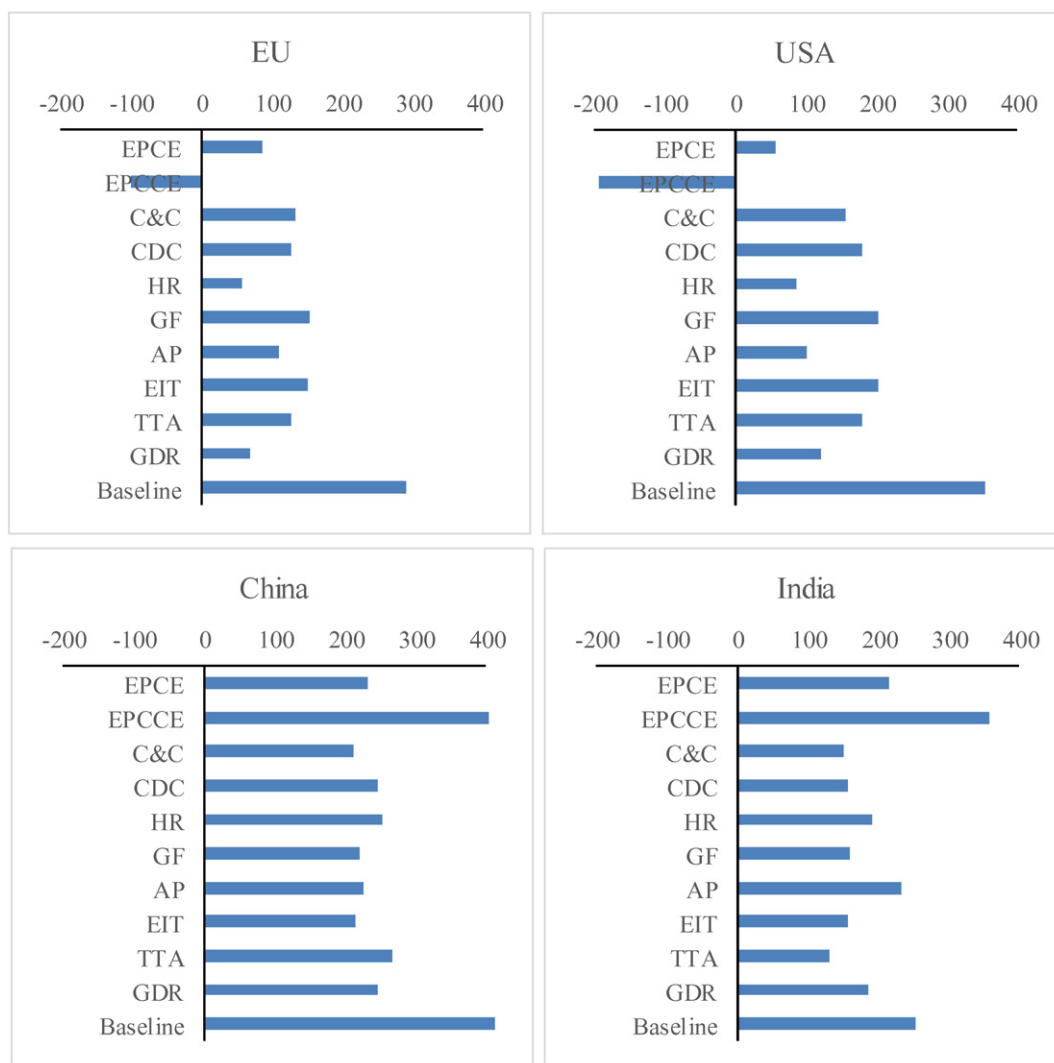 EU
-200 -100 0 100 200 300 400
EPCE
EPCCE
C&C
CDC
HR
GF
AP
EIT
TTA
GDR
Baseline
USA
-200 -100 0 100 200 300 400
EPCE
EPCCE
C&C
CDC
HR
GF
AP
EIT
TTA
GDR
Baseline
China
-200 -100 0 100 200 300 400
EPCE
EPCCE
C&C
CDC
HR
GF
AP
EIT
TTA
GDR
Baseline
India
-200 -100 0 100 200 300 400
EPCE
EPCCE
C&C
CDC
HR
GF
AP
EIT
TTA
GDR
Baseline